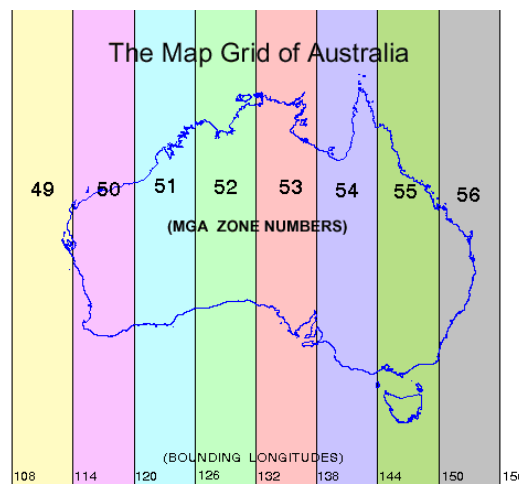 The Map Grid of Australia
49 50 51 52 53 54 55 56
(MGA ZONE NUMBERS)
(BOUNDING LONGITUDES)
108 114 120 126 132 138 144 150 15